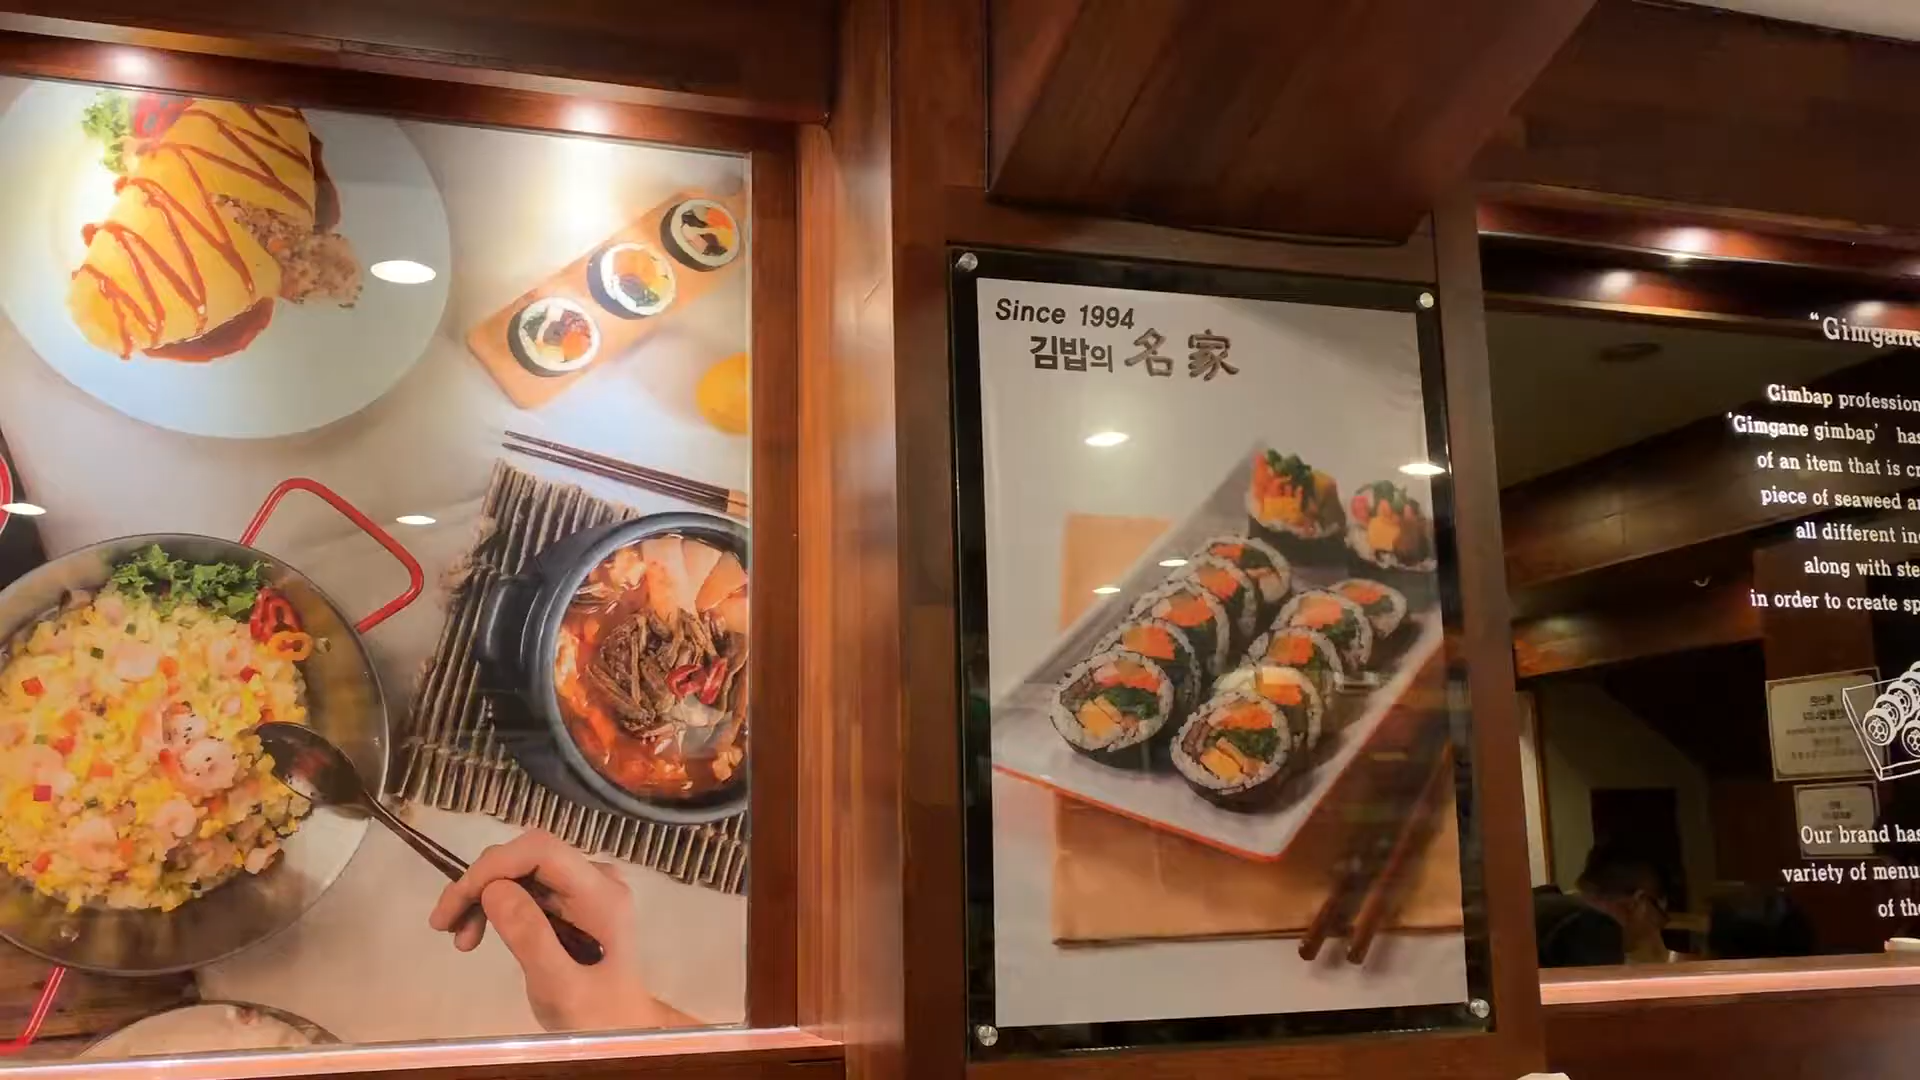 Since 1994
김밥의 名家
"Gimgane
Gimbap profession
'Gimgane gimbap' has
of an item that is cr
piece of seaweed an
all different in
along with ste
in order to create sp
Our brand has
variety of menu
of the